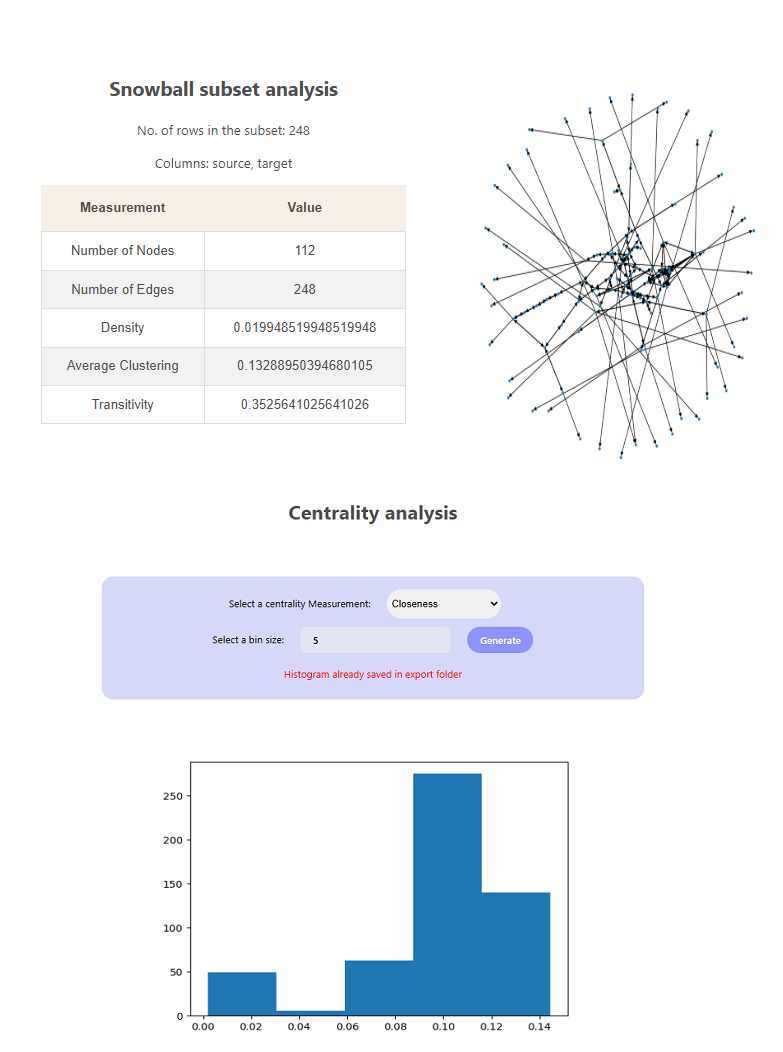 Snowball subset analysis
No. of rows in the subset: 248
Columns: source, target
Measurement Value
Number of Nodes 112
Number of Edges 248
Density 0.019948519948519948
Average Clustering 0.13288950394680105
Transitivity 0.3525641025641026
Centrality analysis
Select a centrality Measurement: Closeness
Select a bin size: 5 Generate
Histogram already saved in export folder
250
200
150
100
50
0
0.00 0.02 0.04 0.06 0.08 0.10 0.12 0.14